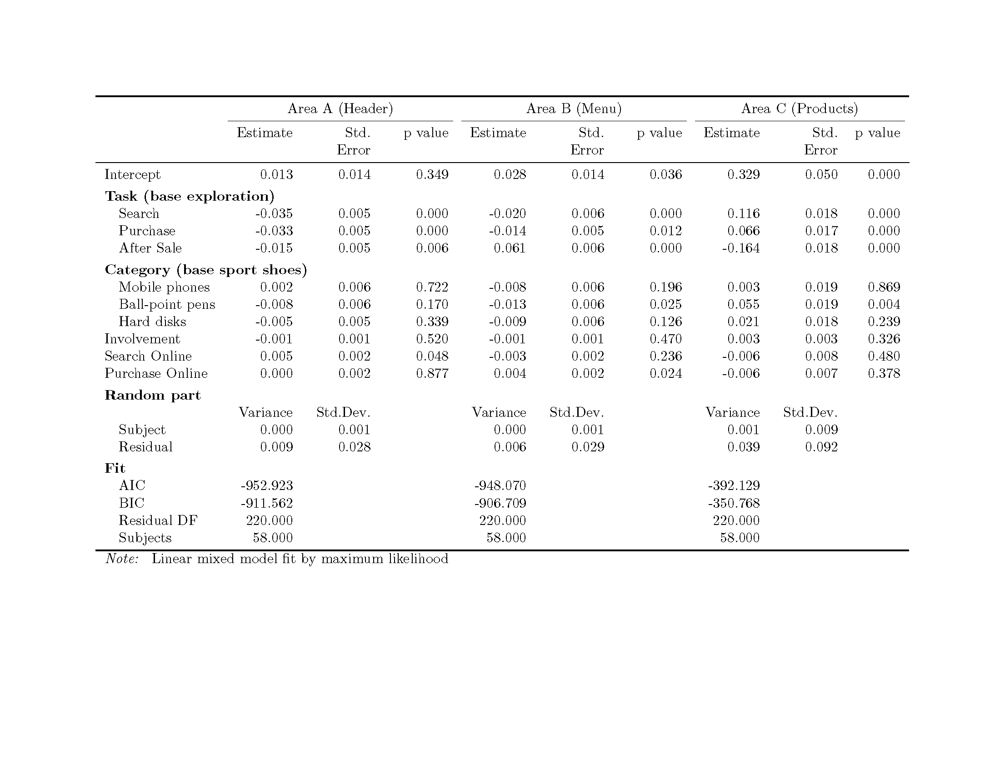 Area A (Header) Area B (Menu) Area C (Products)
Estimate Std. p value Estimate Std. p value Estimate Std. p value
Error Error Error
Intercept 0.013 0.014 0.349 0.028 0.014 0.036 0.329 0.050 0.000
Task (base exploration)
Search -0.035 0.005 0.000 -0.020 0.006 0.000 0.116 0.018 0.000
Purchase -0.033 0.005 0.000 -0.014 0.005 0.012 0.066 0.017 0.000
After Sale -0.015 0.005 0.006 0.061 0.006 0.000 -0.164 0.018 0.000
Category (base sport shoes)
Mobile phones 0.002 0.006 0.722 -0.008 0.006 0.196 0.003 0.019 0.869
Ball-point pens -0.008 0.006 0.170 -0.013 0.006 0.025 0.055 0.019 0.004
Hard disks -0.005 0.005 0.339 -0.009 0.006 0.126 0.021 0.018 0.239
Involvement -0.001 0.001 0.520 -0.001 0.001 0.470 0.003 0.003 0.326
Search Online 0.005 0.002 0.048 -0.003 0.002 0.236 -0.006 0.008 0.480
Purchase Online 0.000 0.002 0.877 0.004 0.002 0.024 -0.006 0.007 0.378
Random part
Variance Std.Dev. Variance Std.Dev. Variance Std.Dev.
Subject 0.000 0.001 0.000 0.001 0.001 0.009
Residual 0.009 0.028 0.006 0.029 0.039 0.092
Fit
AIC -952.923 -948.070 -392.129
BIC -911.562 -906.709 -350.768
Residual DF 220.000 220.000 220.000
Subjects 58.000 58.000 58.000
Note: Linear mixed model fit by maximum likelihood